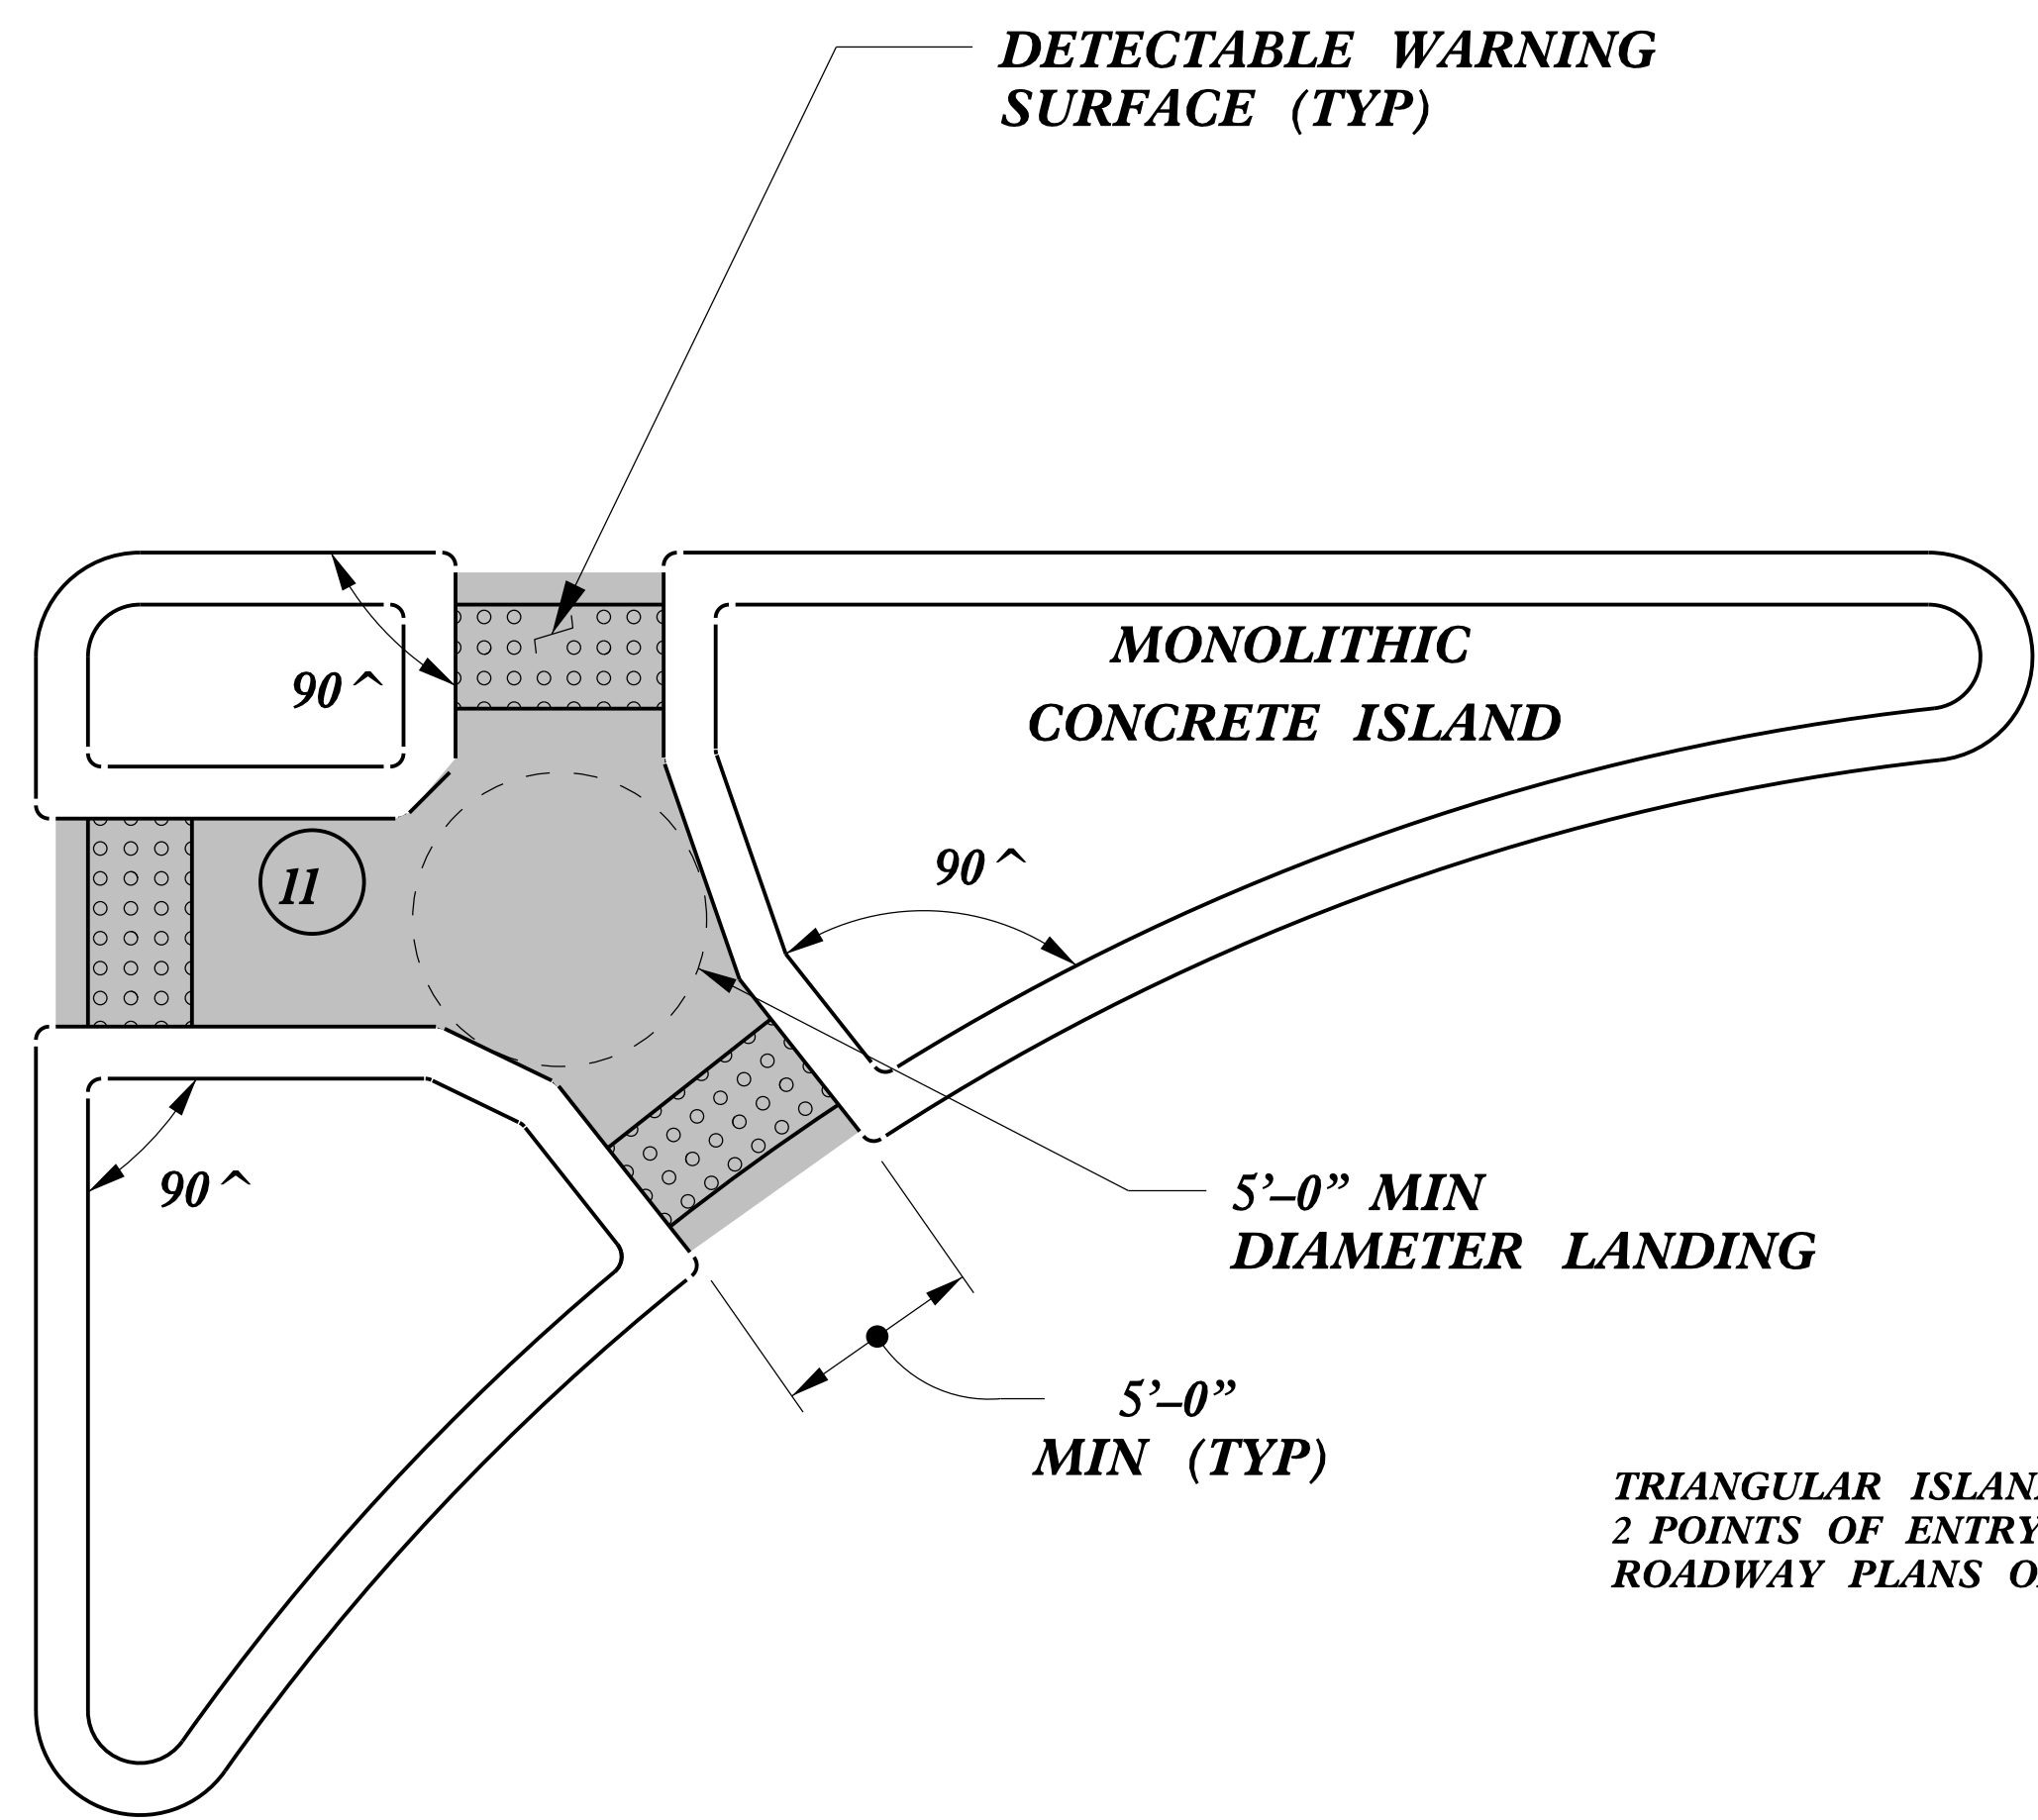 DETECTABLE WARNING
SURFACE (TYP)
MONOLITHIC
CONCRETE ISLAND
90^
11
90^
90^
5’–0” MIN
DIAMETER LANDING
5’–0”
MIN (TYP)
TRIANGULAR
2 POINTS OF ENTRY
ROADWAY PLANS